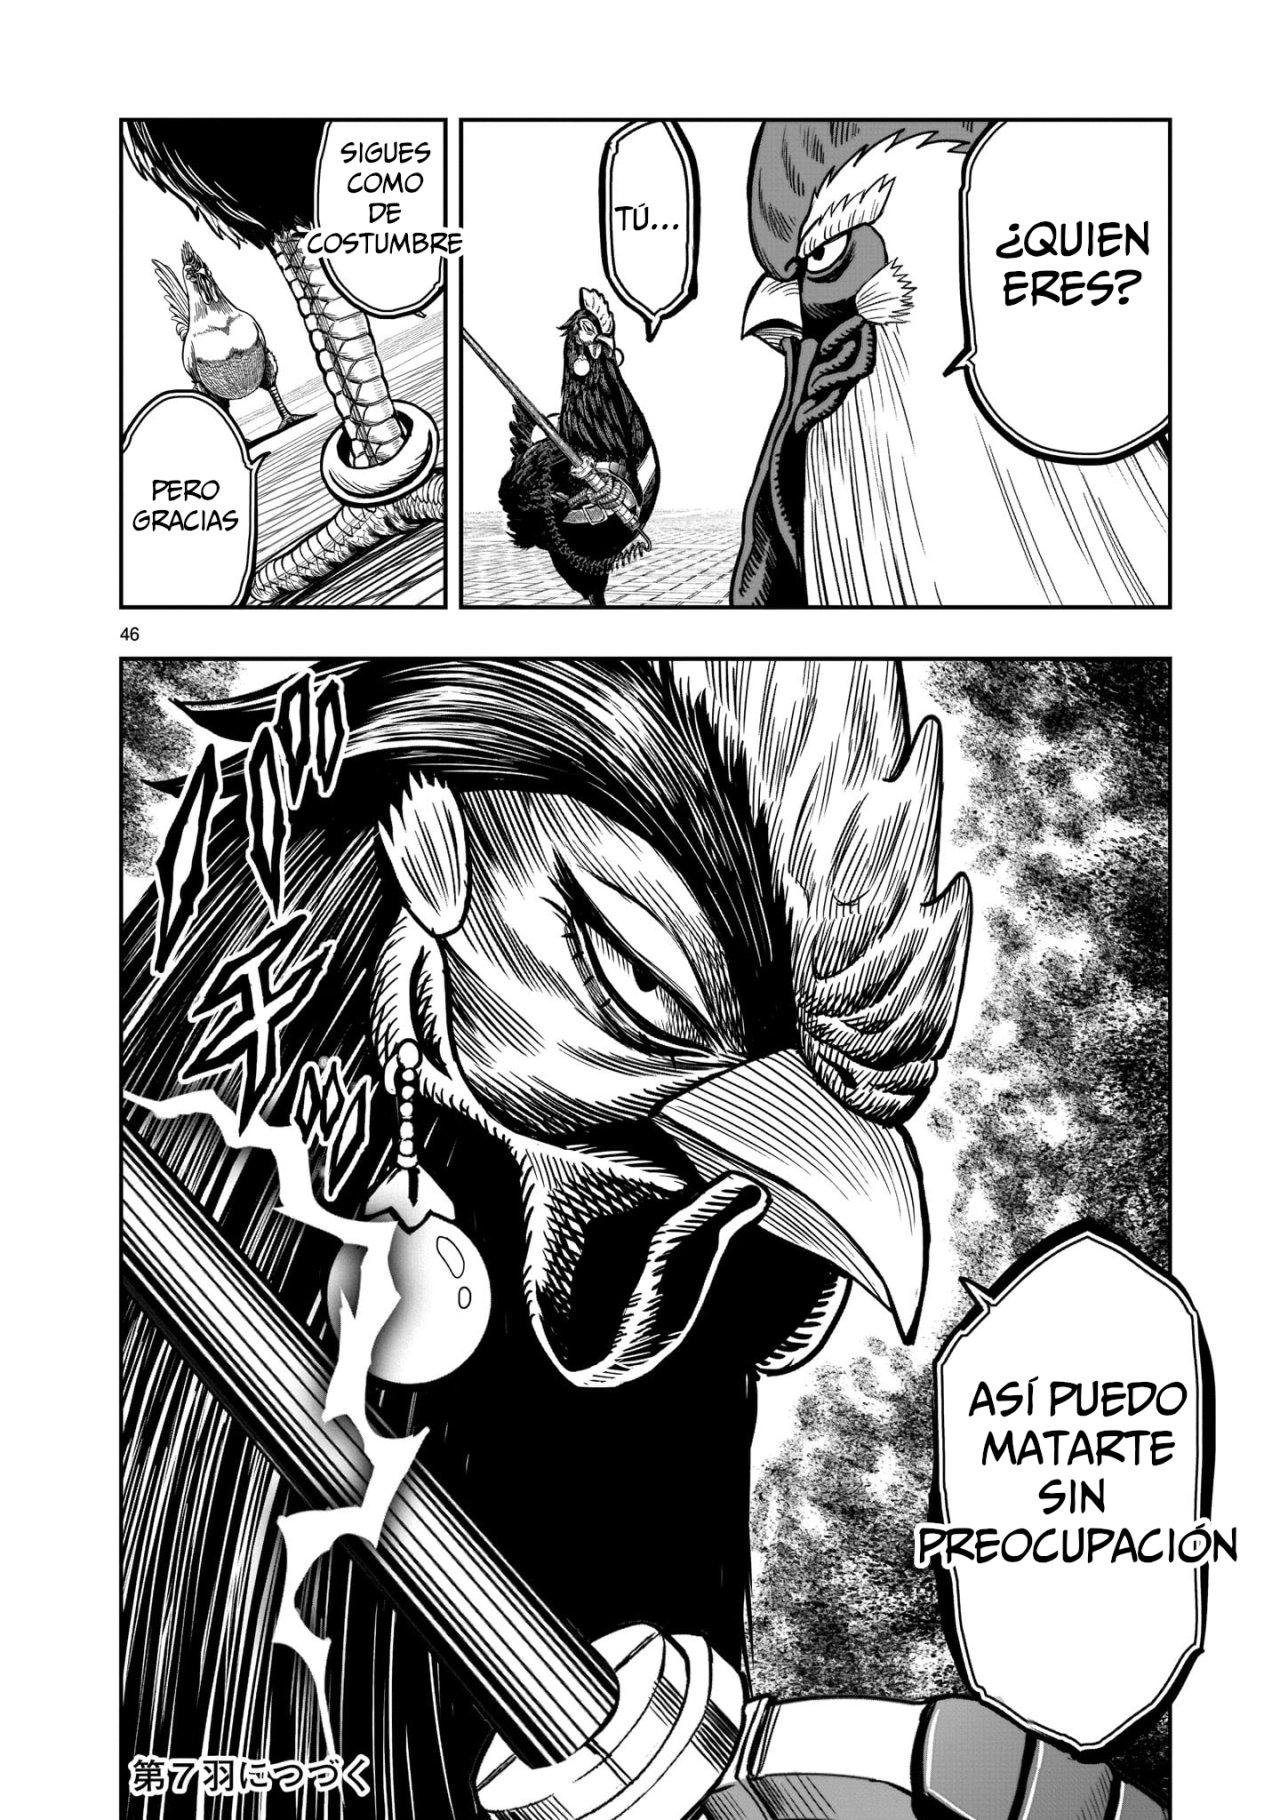 ¿QUIEN
ERES?
TÚ...
SIGUES
COMO
DE
COSTUMBRE
PERO
GRACIAS
46
ASÍ PUEDO
MATARTE
SIN
PREOCUPACIÓN
第7羽につづく